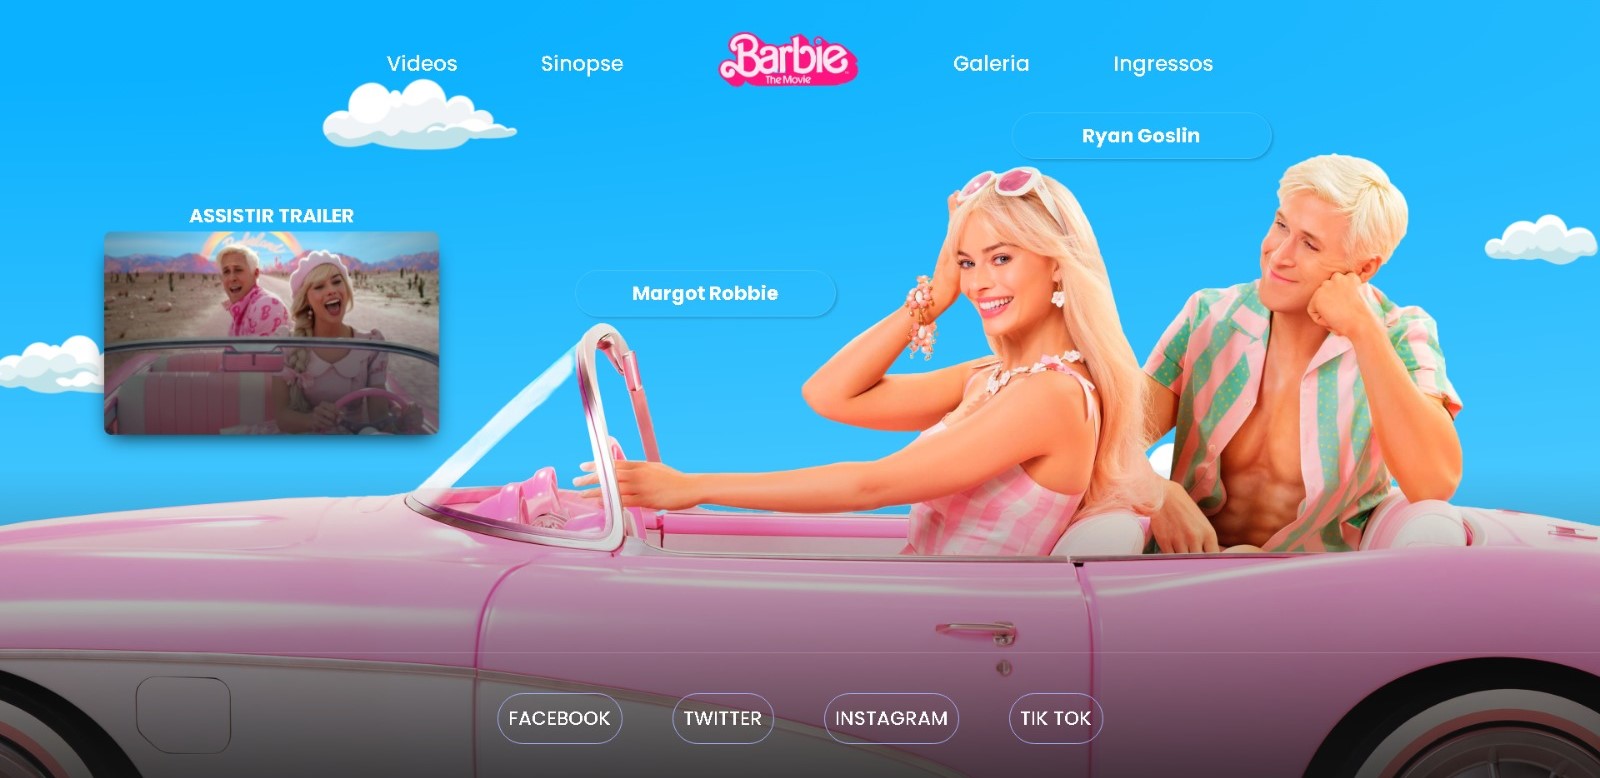 Videos
Sinopse
Barbie
The Movie
Galeria
Ingressos
Ryan Goslin
ASSISTIR TRAILER
Margot Robbie
FACEBOOK
TWITTER
INSTAGRAM
TIK TOK